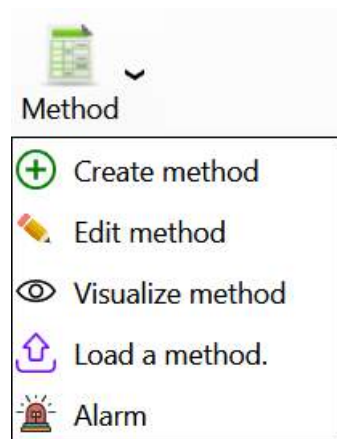 Method
Create method
Edit method
Visualize method
Load a method.
Alarm